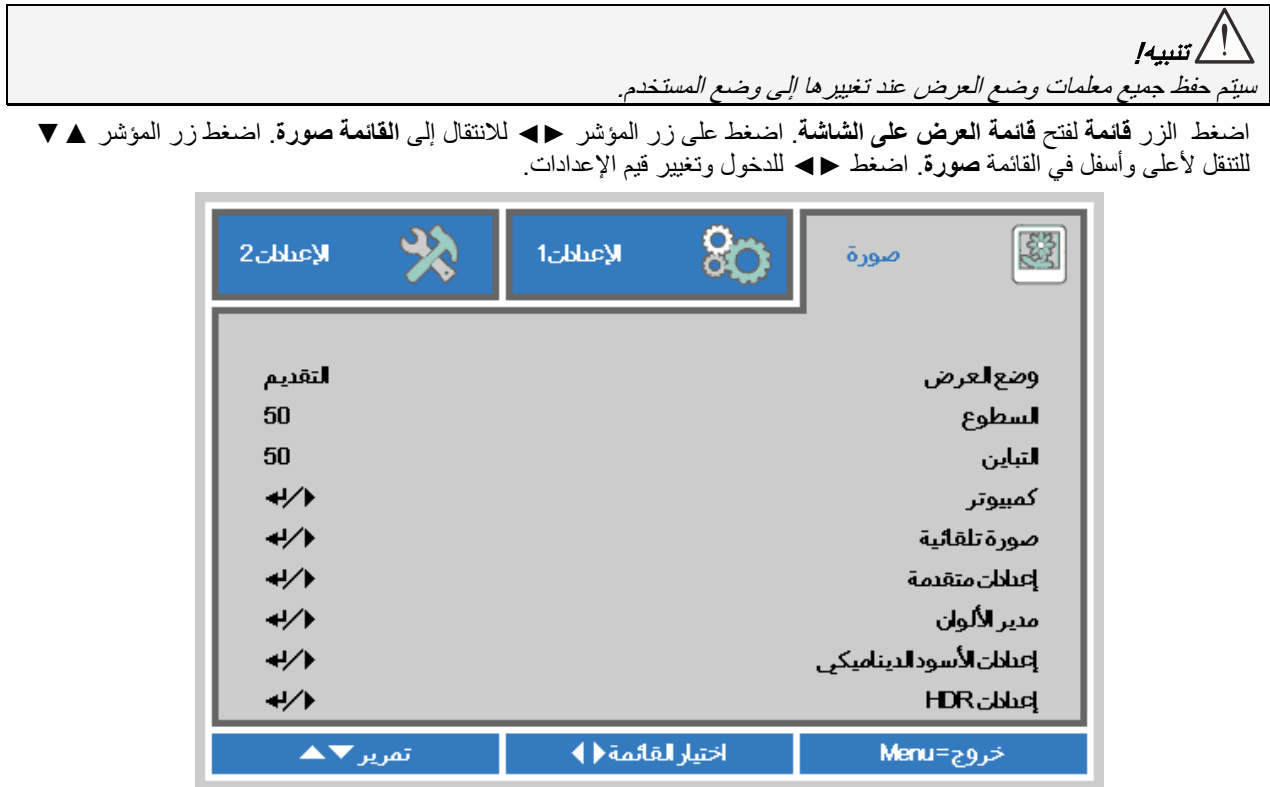 تنبيه!
سيتم حفظ جميع معلمات وضع العرض عند تغييرها إلى وضع المستخدم.
اضغط الزر قائمة لفتح قائمة العرض على الشاشة. اضغط على زر المؤشر ◄► للانتقال إلى القائمة صورة. اضغط زر المؤشر ▲▼
للتنقل لأعلى وأسفل في القائمة صورة. اضغط ◄► للدخول وتغيير قيم الإعدادات.
صورة الإعدادات1 الإعدادات2
وضع العرض التقديم
السطوع 50
التباين 50
كمبيوتر ↵/▶
صورة تلقائية ↵/▶
إعدادات متقدمة ↵/▶
مدير الألوان ↵/▶
إعدادات الأسود الديناميكي ↵/▶
إعدادات HDR ↵/▶
خروج=Menu اختيار القائمة◀▶ تمرير▼▲